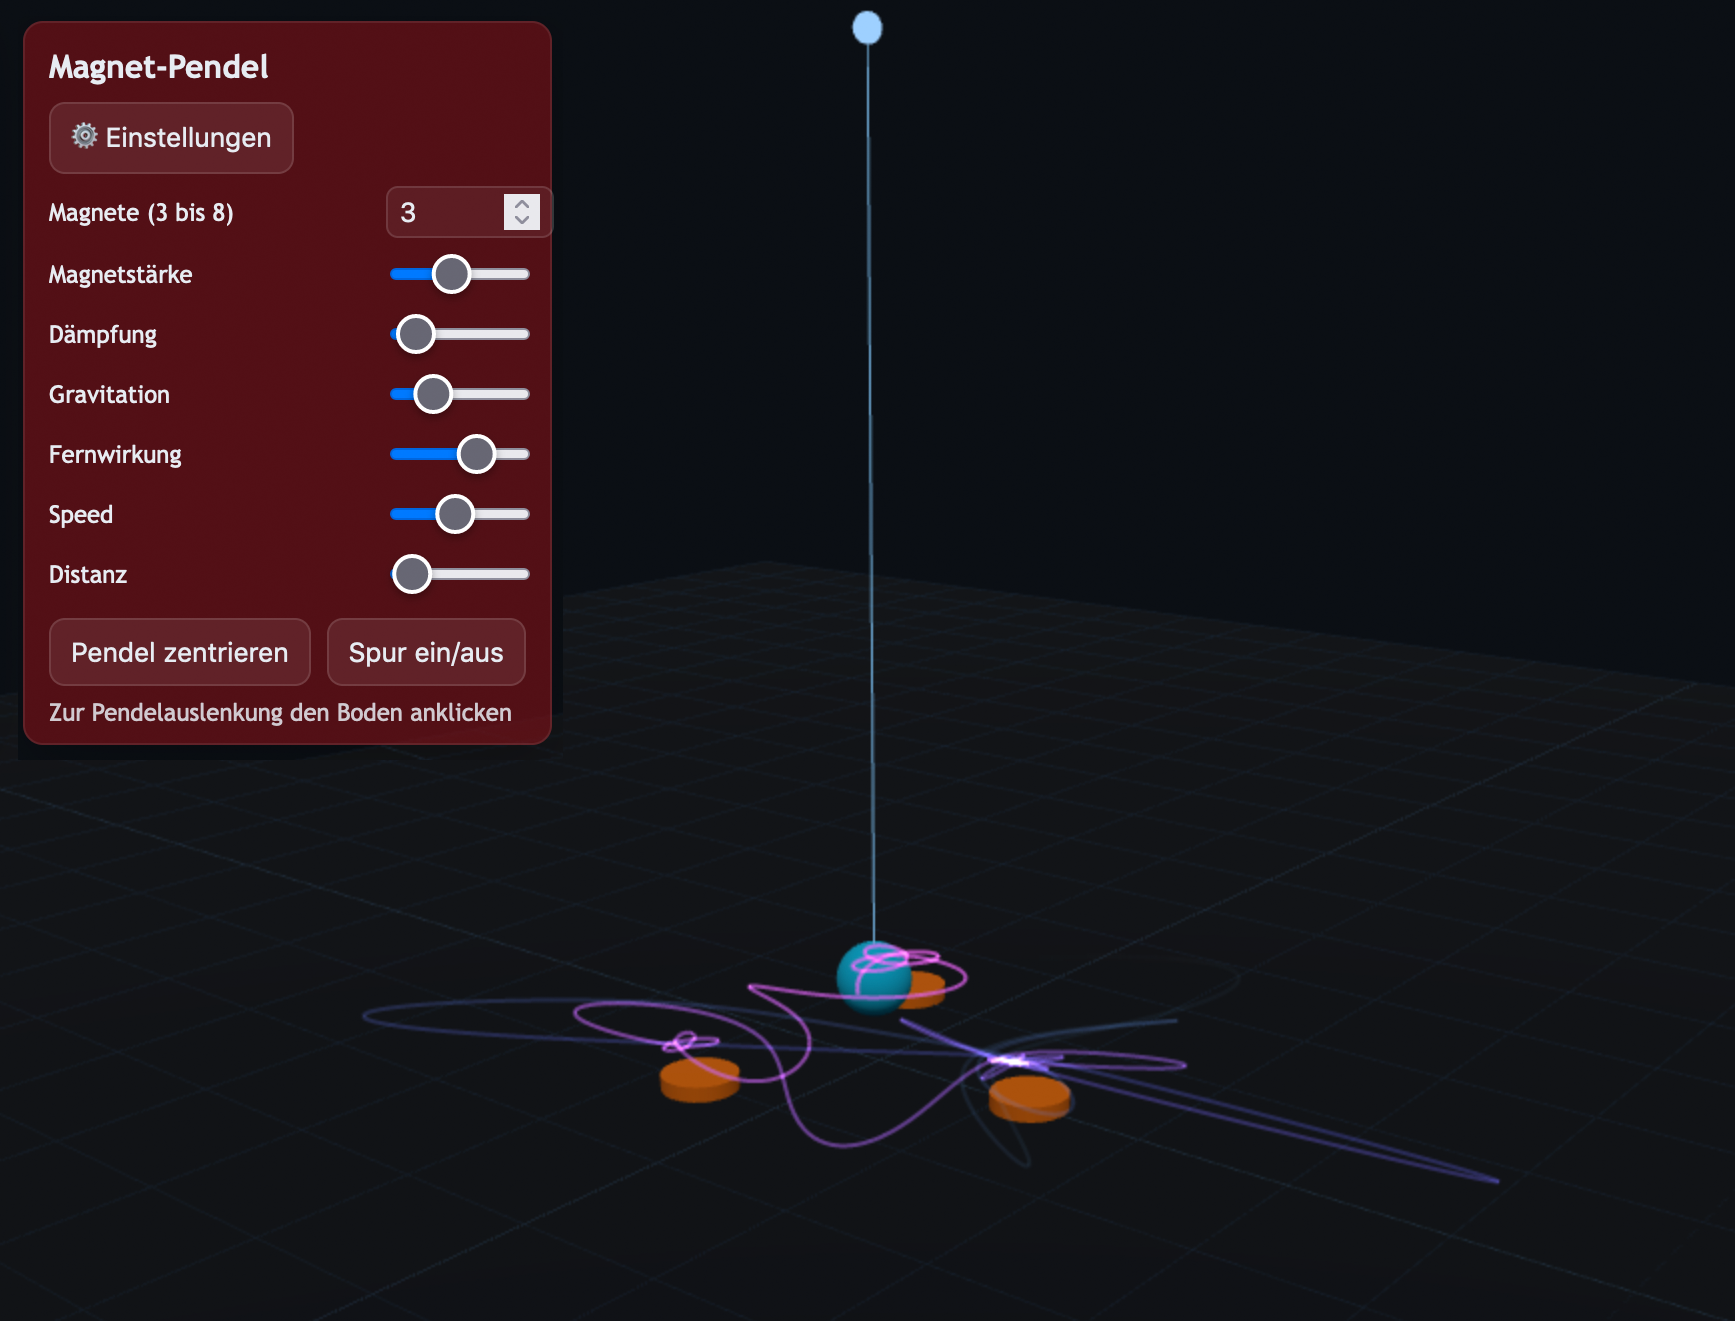 Magnet-Pendel
⚙ Einstellungen
Magnete (3 bis 8) 3
Magnetstärke
Dämpfung
Gravitation
Fernwirkung
Speed
Distanz
Pendel zentrieren Spur ein/aus
Zur Pendelauslenkung den Boden anklicken